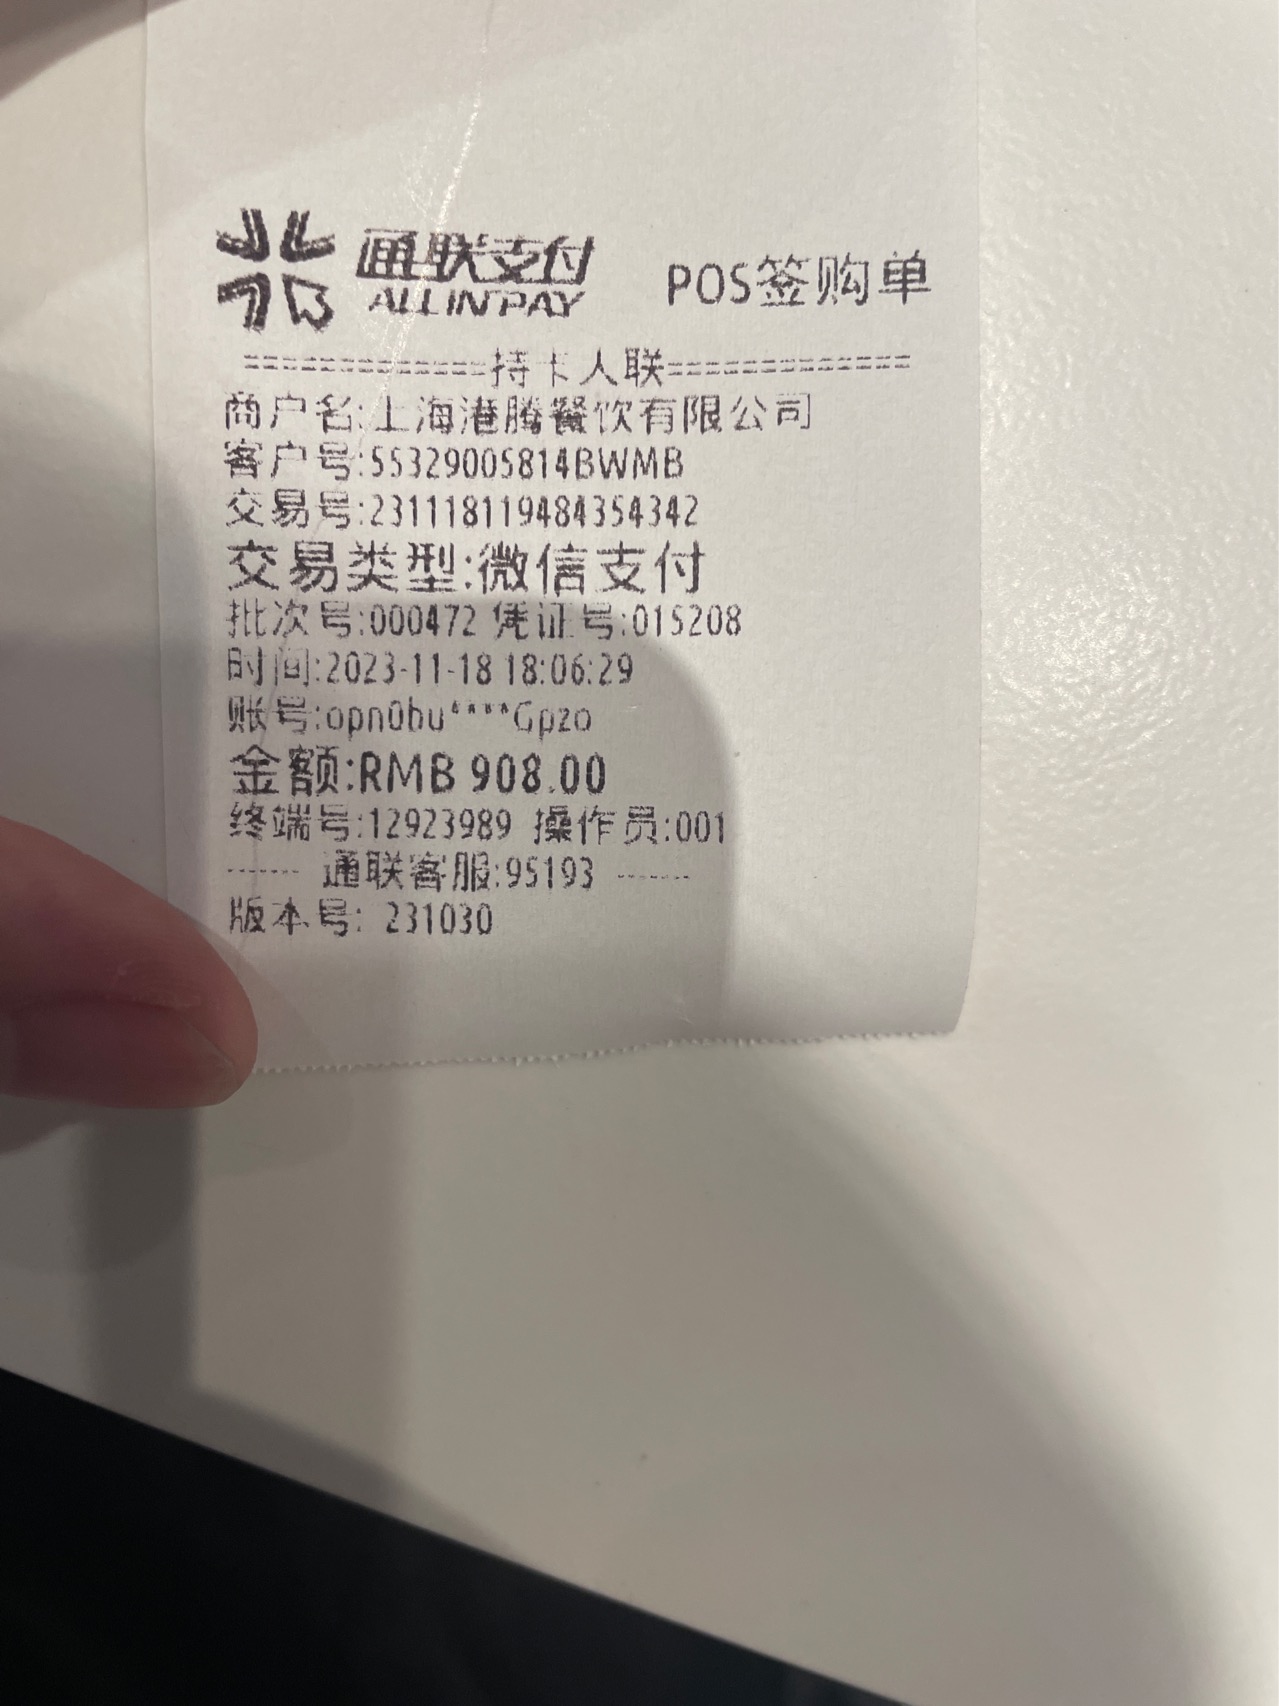 通联支付 POS签购单
ALLINPAY
============持卡人联============
商户名:上海港腾餐饮有限公司
客户号:55329005814BWMB
交易号:231118119484354342
交易类型:微信支付
批次号:000472 凭证号:015208
时间:2023-11-18 18:06:29
账号:opn0bu****Gpzo
金额:RMB 908.00
终端号:12923989 操作员:001
------- 通联客服:95193 -------
版本号: 231030